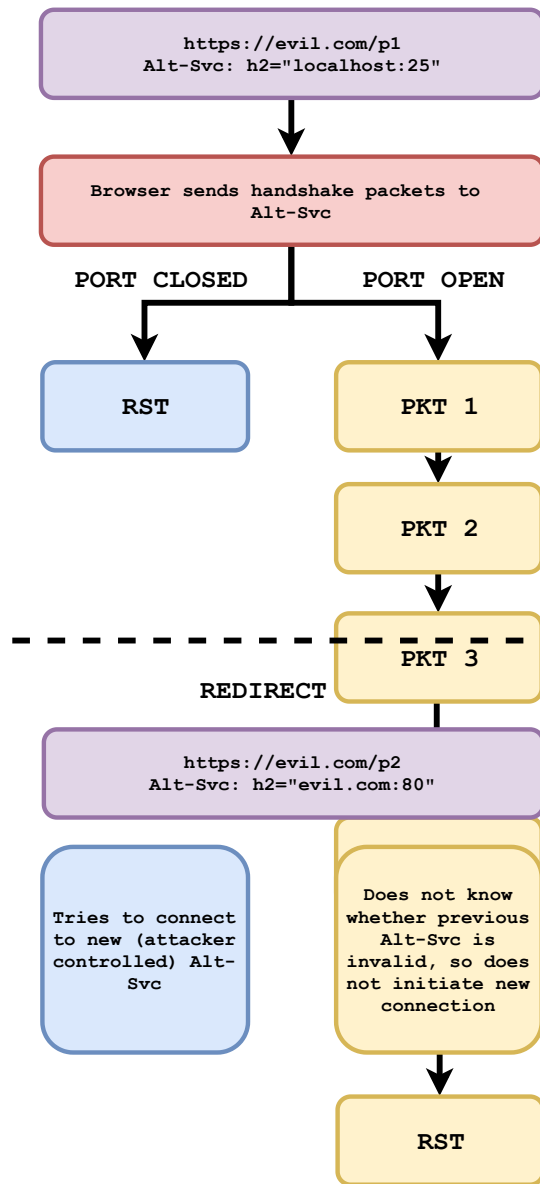 https://evil.com/p1
Alt-Svc: h2="localhost:25"
Browser sends handshake packets to
Alt-Svc
PORT CLOSED
PORT OPEN
RST
PKT 1
PKT 2
PKT 3
REDIRECT
https://evil.com/p2
Alt-Svc: h2="evil.com:80"
Tries to connect
to new (attacker
controlled) Alt-
Svc
Does not know
whether previous
Alt-Svc is
invalid, so does
not initiate new
connection
RST